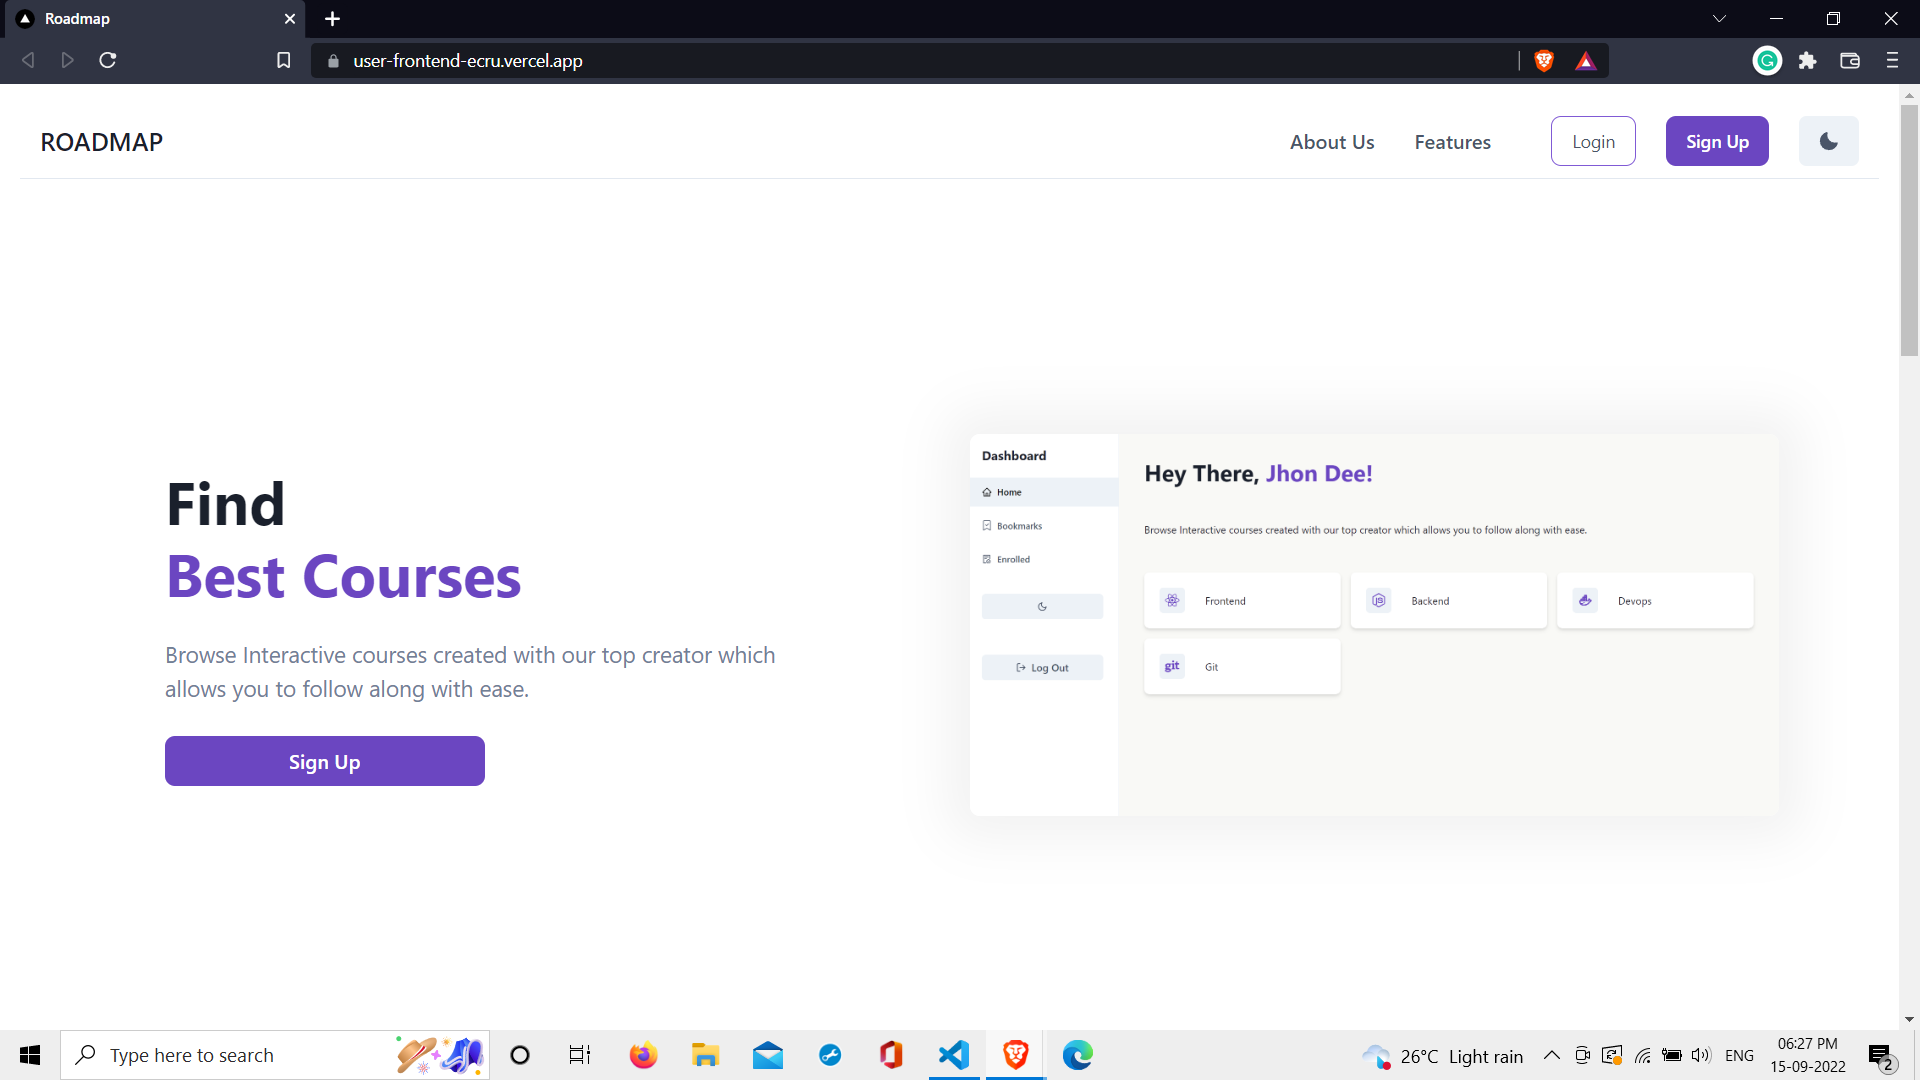 Roadmap
user-frontend-ecru.vercel.app
ROADMAP
About Us
Features
Login
Sign Up
Find
Best Courses
Browse Interactive courses created with our top creator which
allows you to follow along with ease.
Sign Up
Dashboard
Home
Bookmarks
Enrolled
Log Out
Hey There, Jhon Dee!
Browse Interactive courses created with our top creator which allows you to follow along with ease.
Frontend
JS
Backend
Devops
git
Git
Type here to search
26°C Light rain
ENG
06:27 PM
15-09-2022
2